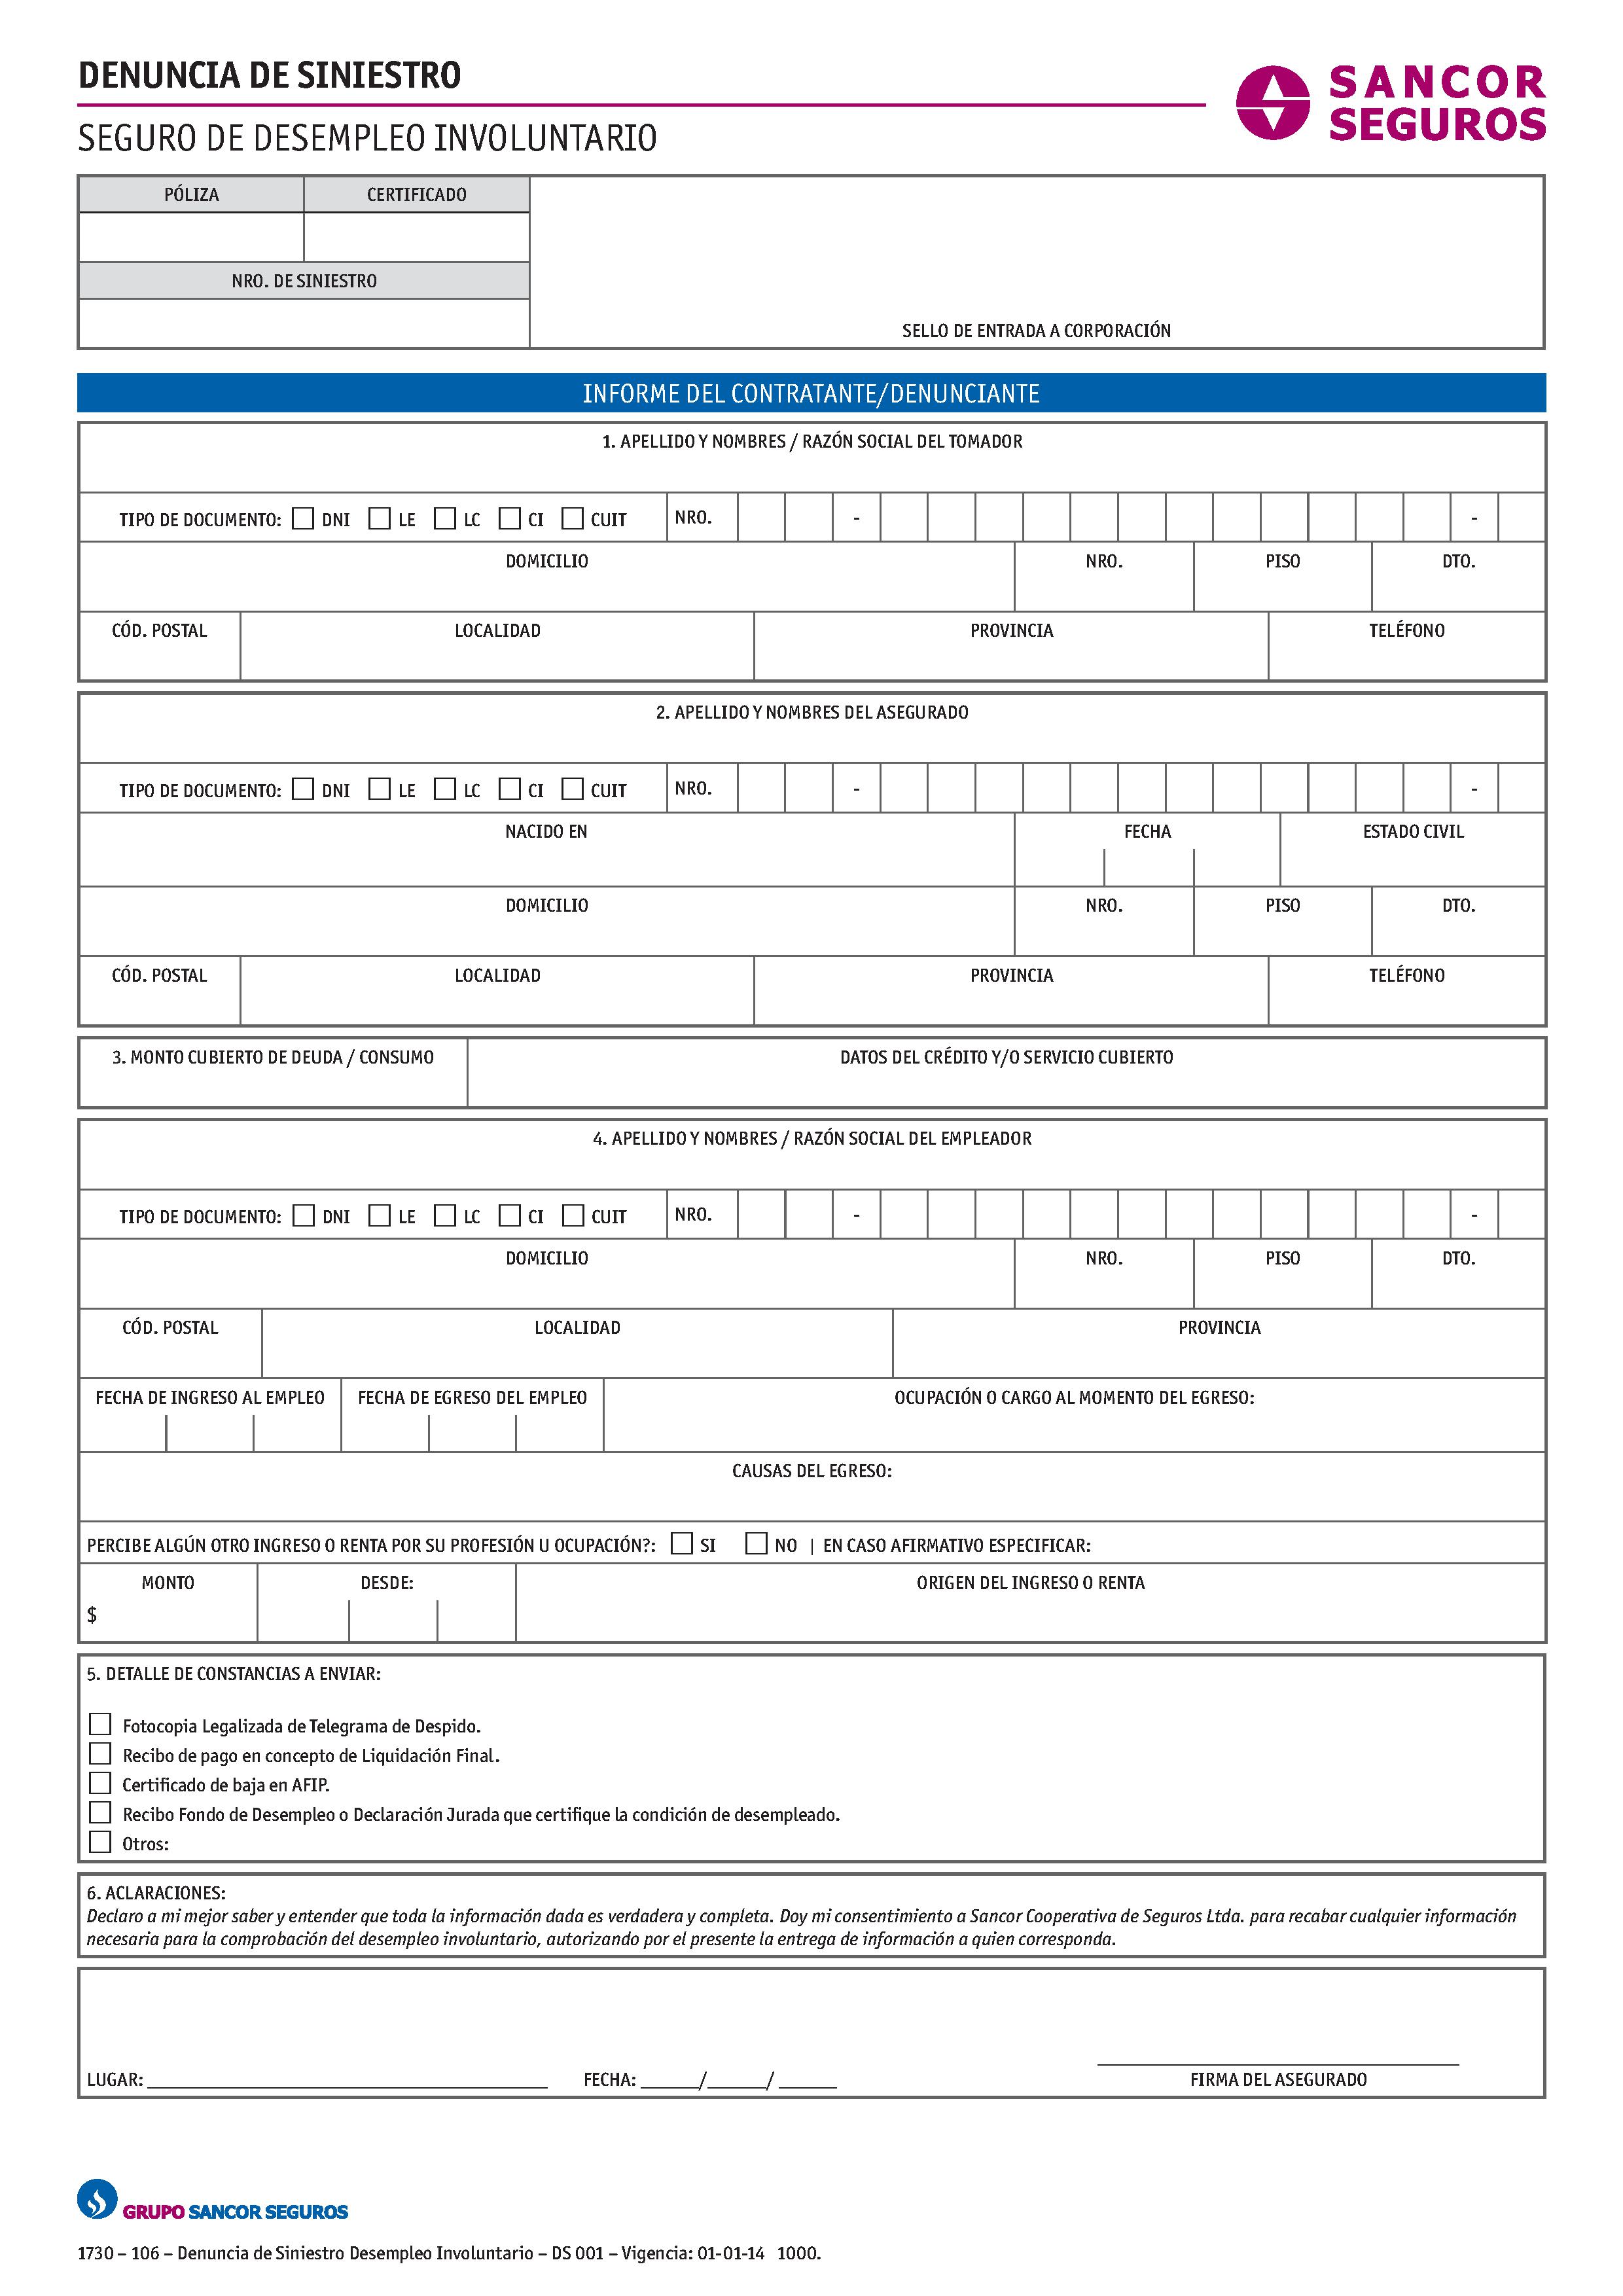 DENUNCIA DE SINIESTRO
SANCOR
SEGUROS
SEGURO DE DESEMPLEO INVOLUNTARIO
PÓLIZA CERTIFICADO
NRO. DE SINIESTRO
SELLO DE ENTRADA A CORPORACIÓN
INFORME DEL CONTRATANTE/DENUNCIANTE
1. APELLIDO Y NOMBRES / RAZÓN SOCIAL DEL TOMADOR
TIPO DE DOCUMENTO: DNI LE LC CI CUIT NRO. - -
DOMICILIO NRO. PISO DTO.
CÓD. POSTAL LOCALIDAD PROVINCIA TELÉFONO
2. APELLIDO Y NOMBRES DEL ASEGURADO
TIPO DE DOCUMENTO: DNI LE LC CI CUIT NRO. - -
NACIDO EN FECHA ESTADO CIVIL
DOMICILIO NRO. PISO DTO.
CÓD. POSTAL LOCALIDAD PROVINCIA TELÉFONO
3. MONTO CUBIERTO DE DEUDA / CONSUMO DATOS DEL CRÉDITO Y/O SERVICIO CUBIERTO
4. APELLIDO Y NOMBRES / RAZÓN SOCIAL DEL EMPLEADOR
TIPO DE DOCUMENTO: DNI LE LC CI CUIT NRO. - -
DOMICILIO NRO. PISO DTO.
CÓD. POSTAL LOCALIDAD PROVINCIA
FECHA DE INGRESO AL EMPLEO FECHA DE EGRESO DEL EMPLEO OCUPACIÓN O CARGO AL MOMENTO DEL EGRESO:
CAUSAS DEL EGRESO:
PERCIBE ALGÚN OTRO INGRESO O RENTA POR SU PROFESIÓN U OCUPACIÓN?: SI NO | EN CASO AFIRMATIVO ESPECIFICAR:
MONTO DESDE: ORIGEN DEL INGRESO O RENTA
$
5. DETALLE DE CONSTANCIAS A ENVIAR:
Fotocopia Legalizada de Telegrama de Despido.
Recibo de pago en concepto de Liquidación Final.
Certificado de baja en AFIP.
Recibo Fondo de Desempleo o Declaración Jurada que certifique la condición de desempleado.
Otros:
6. ACLARACIONES:
Declaro a mi mejor saber y entender que toda la información dada es verdadera y completa. Doy mi consentimiento a Sancor Cooperativa de Seguros Ltda. para recabar cualquier información
necesaria para la comprobación del desempleo involuntario, autorizando por el presente la entrega de información a quien corresponda.
LUGAR: ______ FECHA: ______/______/______ FIRMA DEL ASEGURADO
GRUPO SANCOR SEGUROS
1730 – 106 – Denuncia de Siniestro Desempleo Involuntario – DS 001 – Vigencia: 01-01-14 1000.